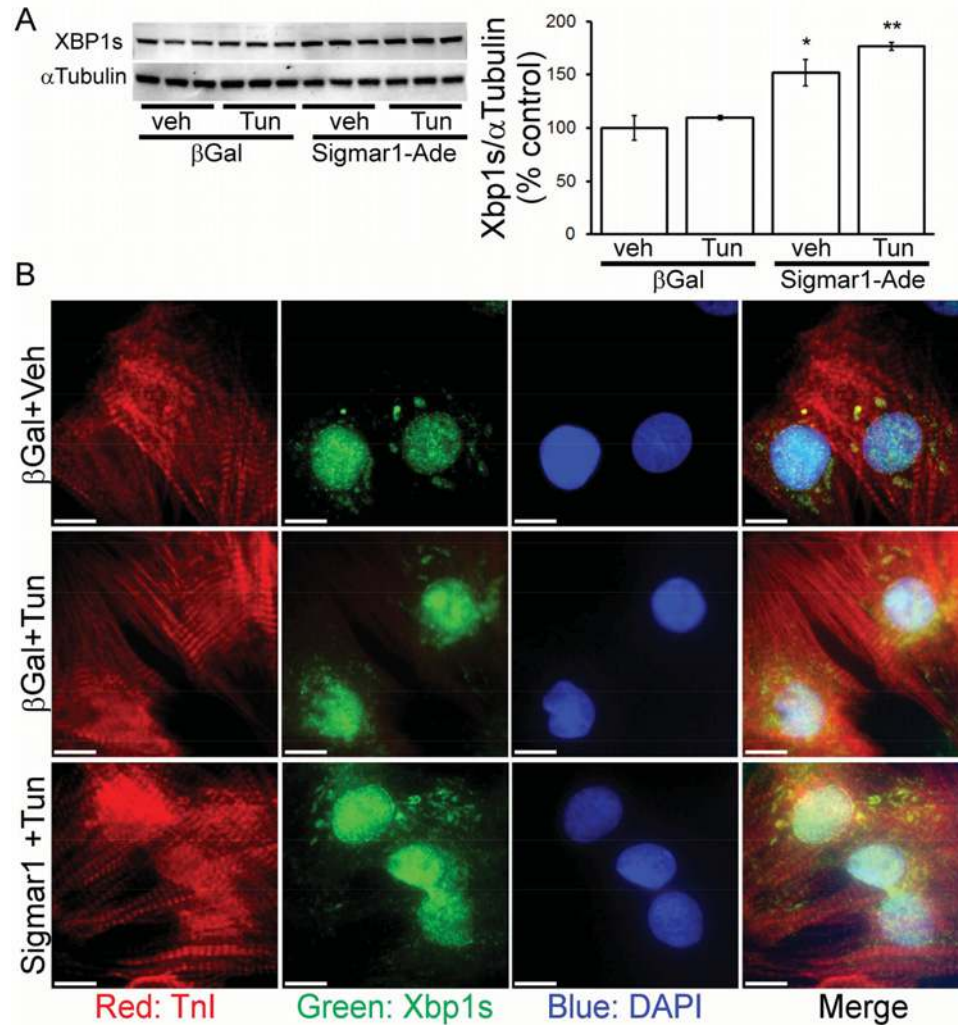 A
XBP1s
αTubulin
veh Tun veh Tun
βGal Sigmar1-Ade
Xbp1s/αTubulin
(% control)
200
150
100
50
0
* **
veh Tun veh Tun
βGal Sigmar1-Ade
B
βGal+Veh
βGal+Tun
Sigmar1 +Tun
Red: TnI Green: Xbp1s Blue: DAPI Merge